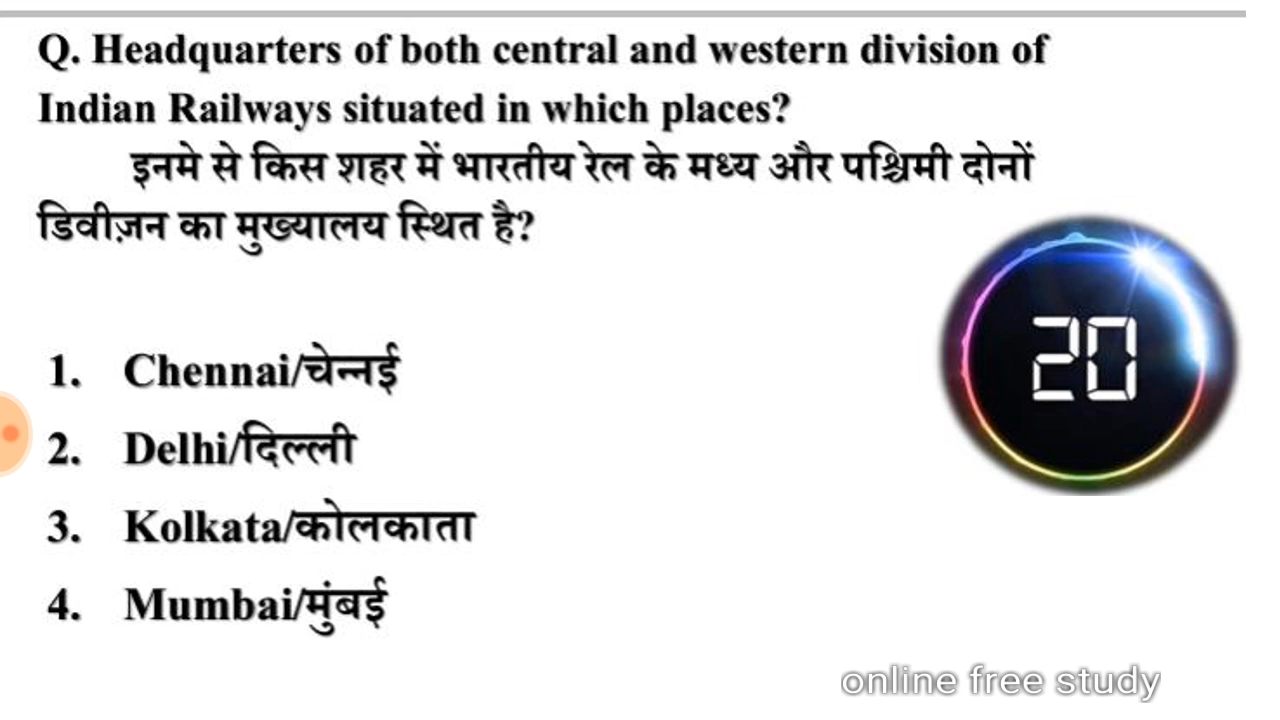 Q. Headquarters of both central and western division of
Indian Railways situated in which places?
इनमे से किस शहर में भारतीय रेल के मध्य और पश्चिमी दोनों
डिवीज़न का मुख्यालय स्थित है?
20
1. Chennai/चेन्नई
2. Delhi/दिल्ली
3. Kolkata/कोलकाता
4. Mumbai/मुंबई
online free study